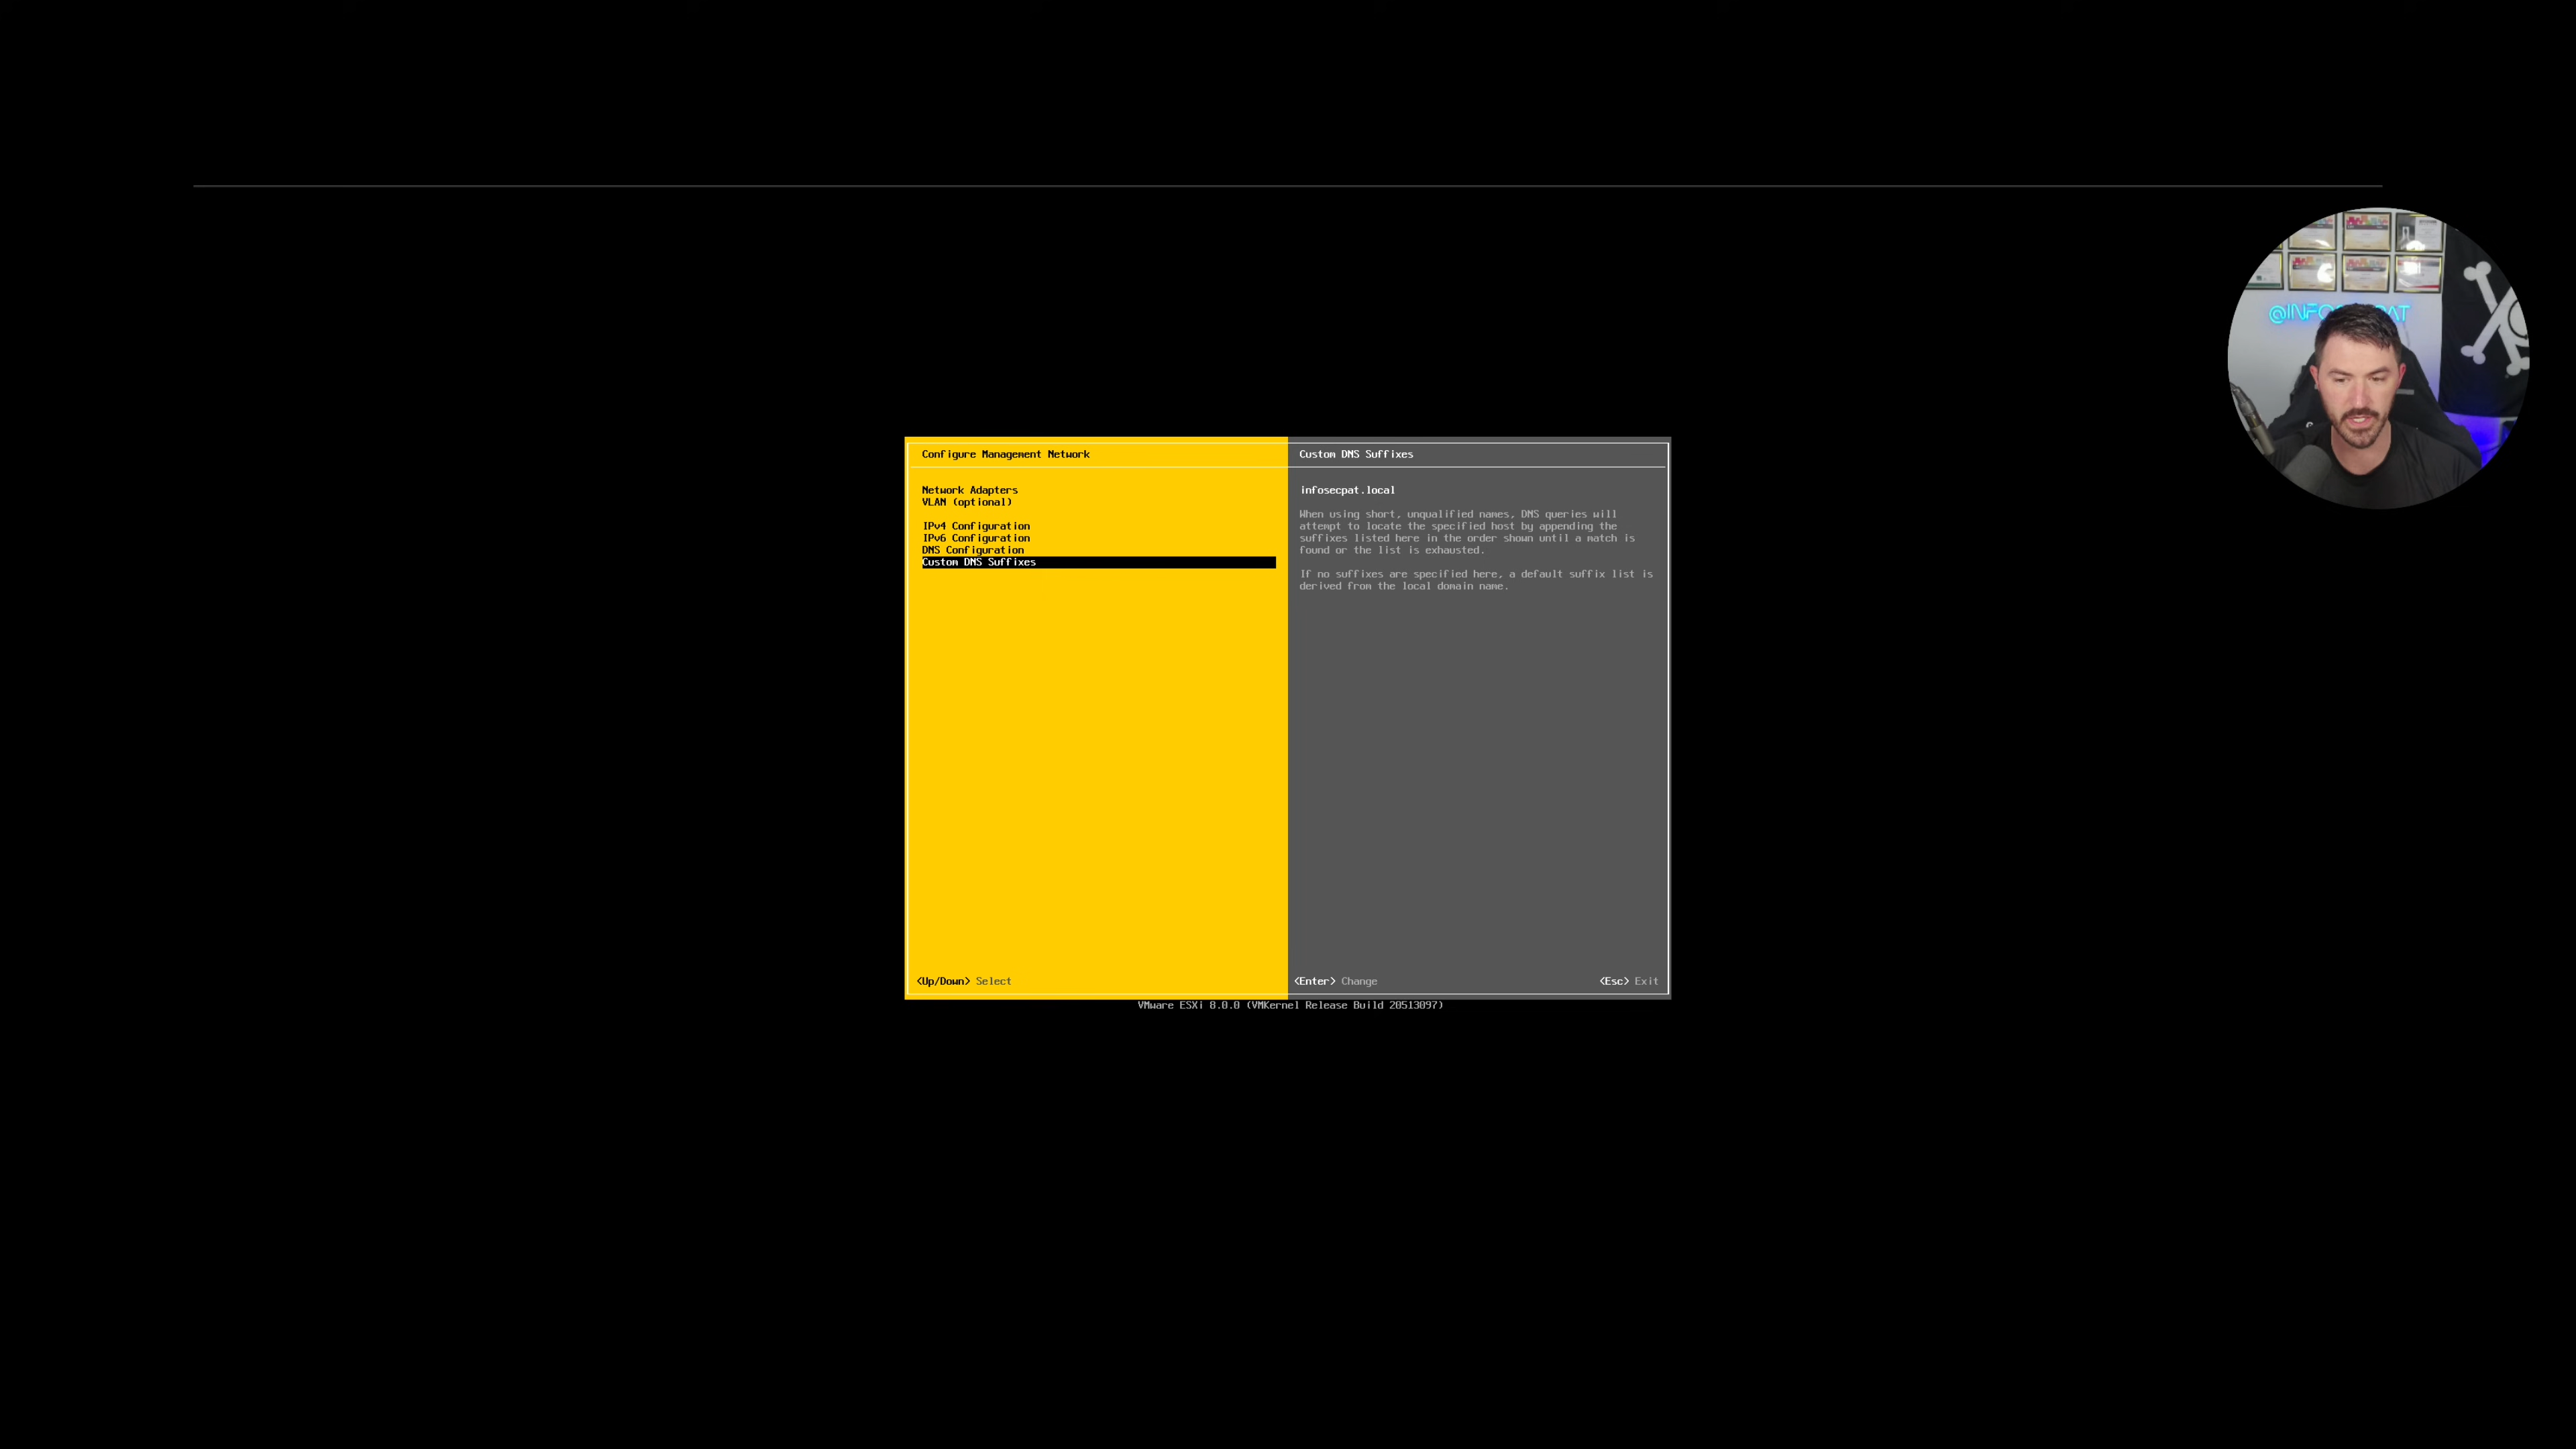 @INFO
PAT
Configure Management Network
Network Adapters
VLAN (optional)
IPv4 Configuration
IPv6 Configuration
DNS Configuration
Custom DNS Suffixes
<Up/Down> Select
Custom DNS Suffixes
infosecpat.local
When using short, unqualified names, DNS queries will
attempt to locate the specified host by appending the
suffixes listed here in the order shown until a match is
found or the list is exhausted.
If no suffixes are specified here, a default suffix list is
derived from the local domain name.
<Enter> Change
<Esc> Exit
VMware ESXi 8.0.0 (VMKernel Release Build 20513097)